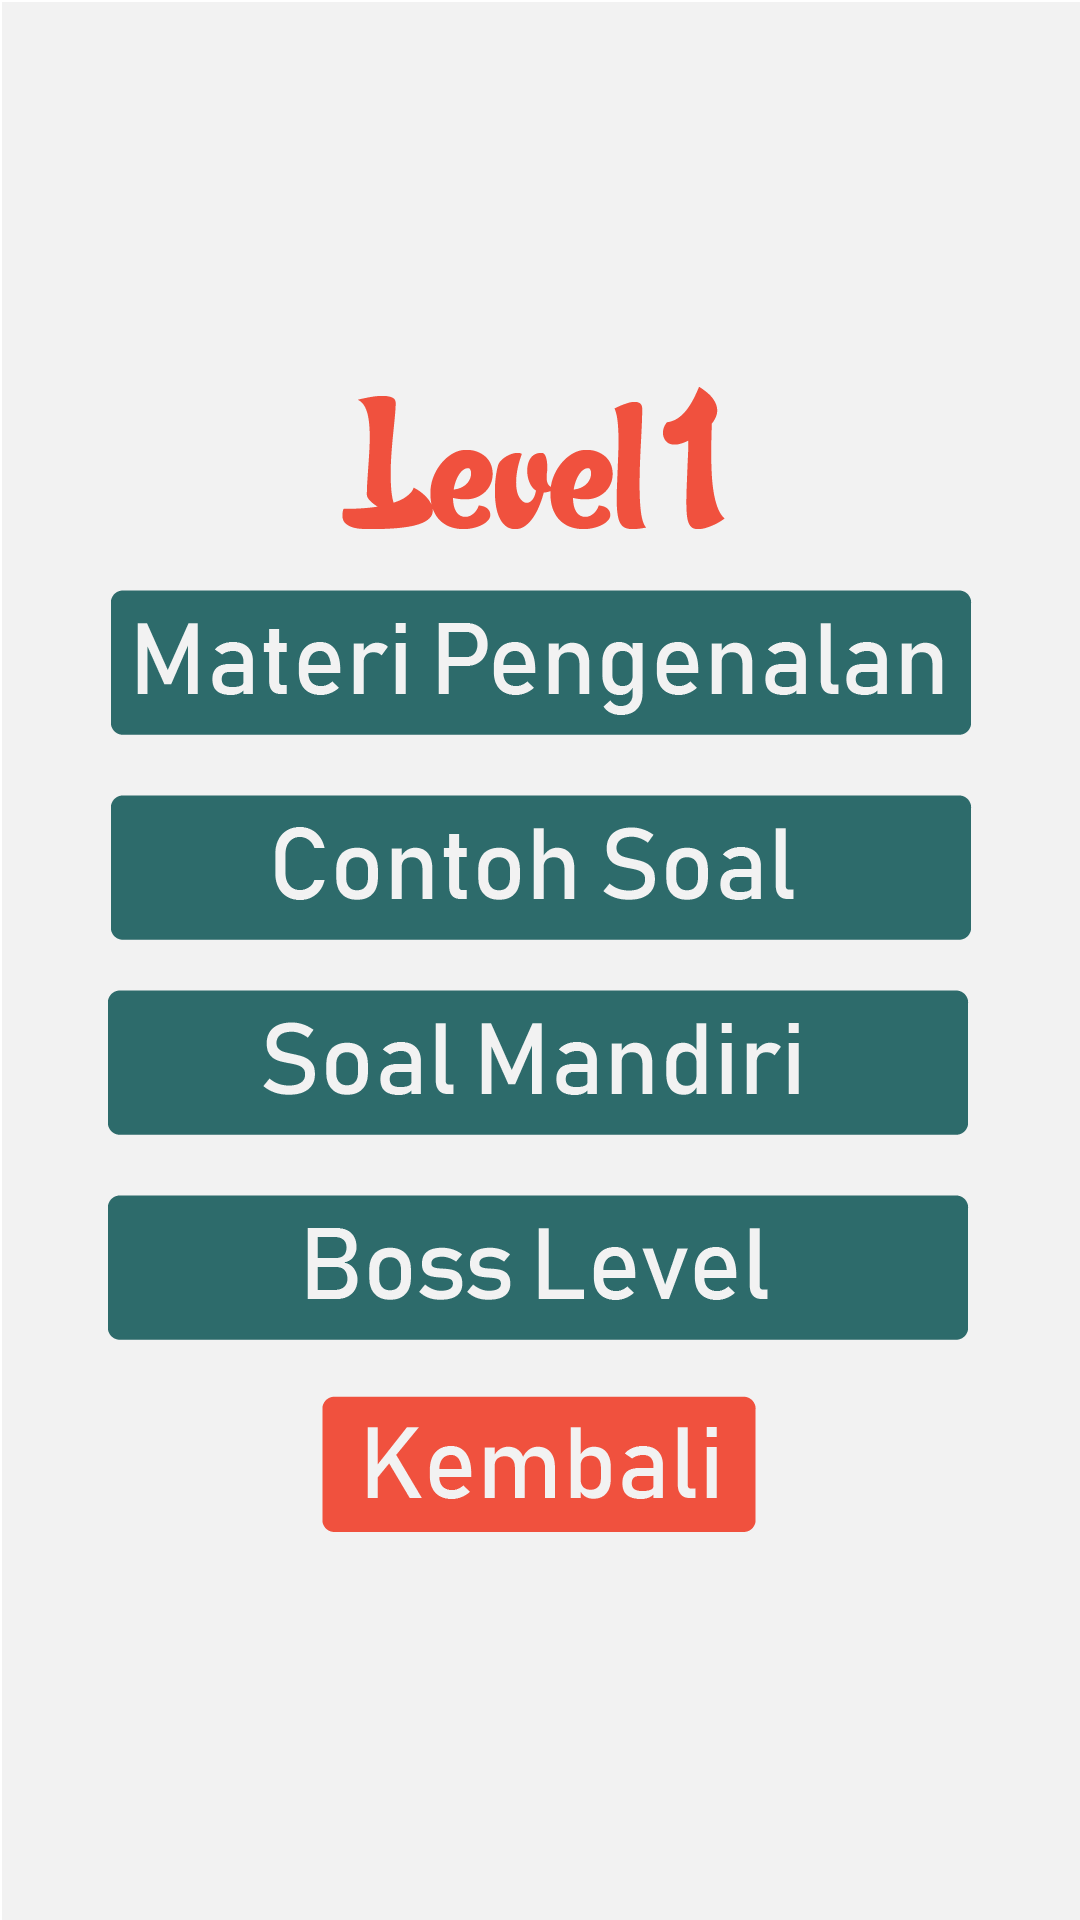 Level 1
Materi Pengenalan
Contoh Soal
Soal Mandiri
Boss Level
Kembali